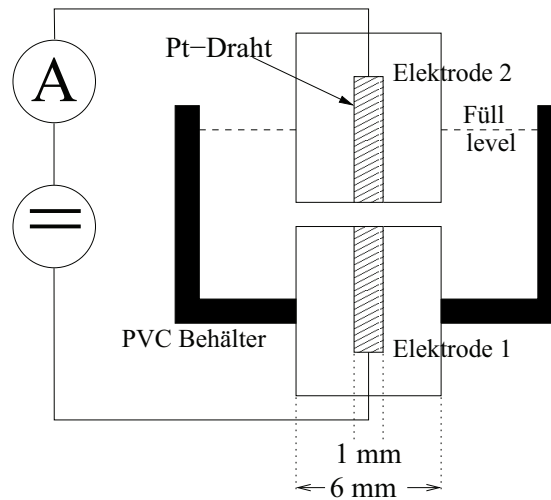 Pt−Draht
Elektrode 2
A
Füll
level
PVC Behälter
Elektrode 1
1 mm
6 mm